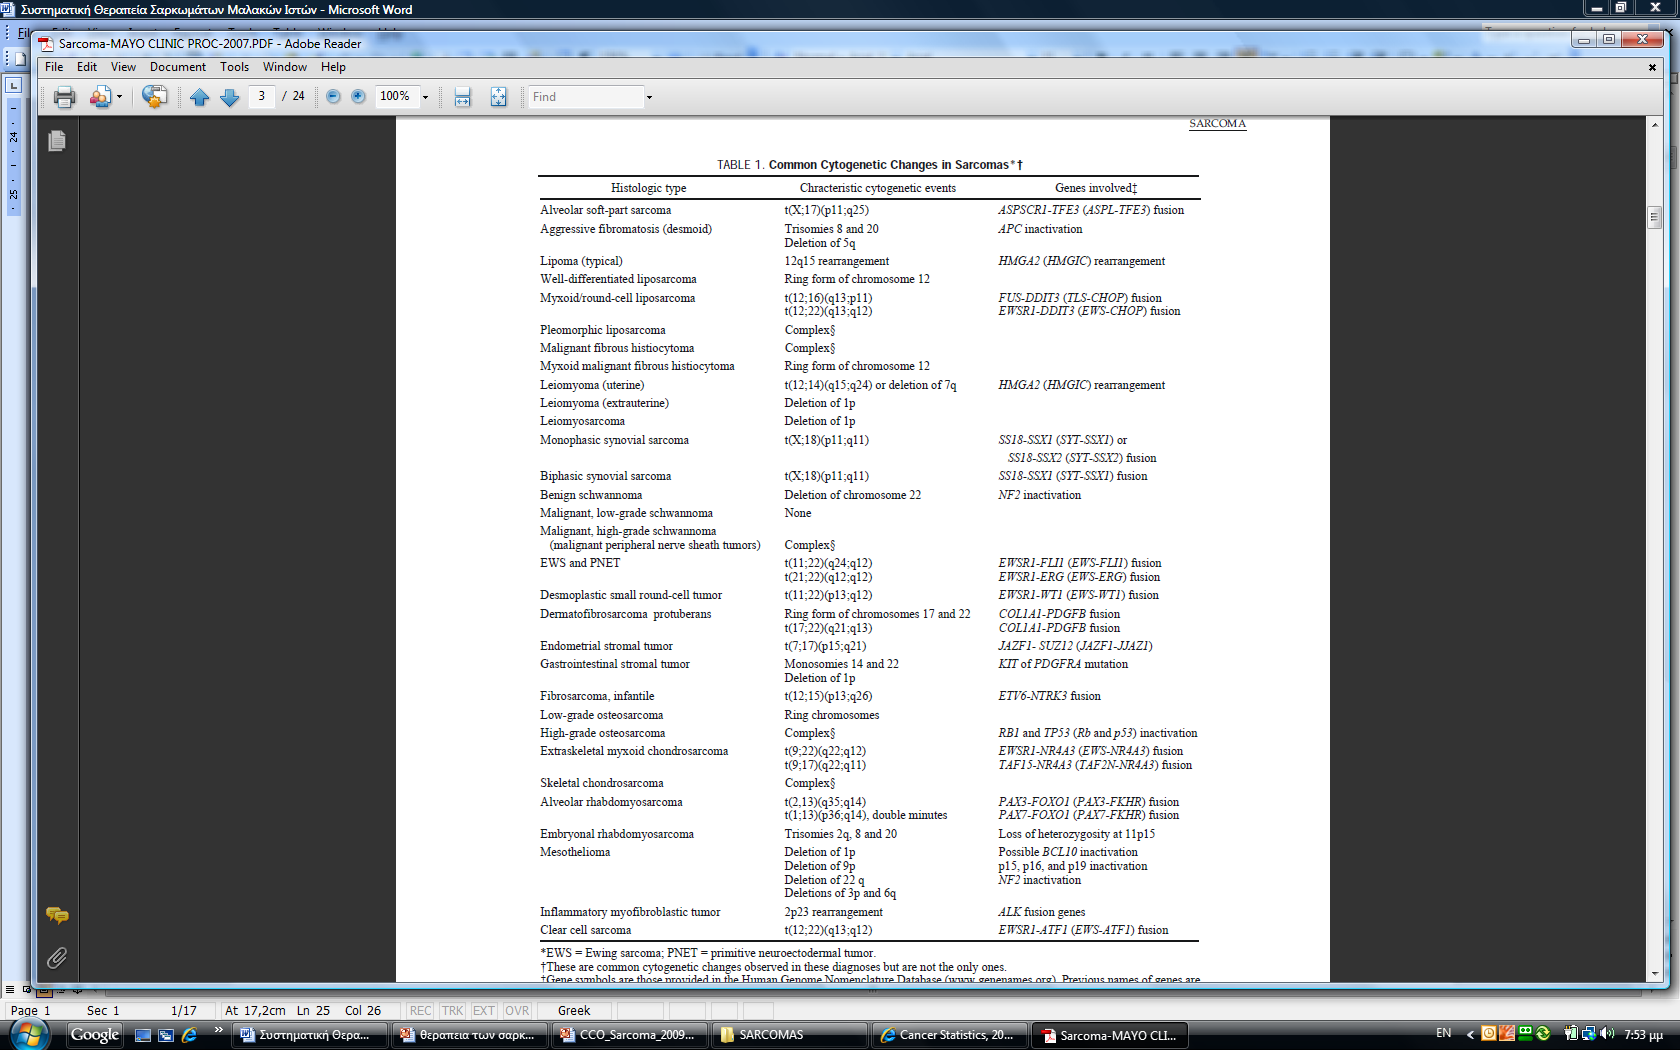 Συστηματική Θεραπεία Σαρκωμάτων Μαλακών Ιστών - Microsoft Word
Sarcoma-MAYO CLINIC PROC-2007.PDF - Adobe Reader
File Edit View Document Tools Window Help
3 / 24 100% Find
SARCOMA
TABLE 1. Common Cytogenetic Changes in Sarcomas*†
Histologic type Chracteristic cytogenetic events Genes involved‡
Alveolar soft-part sarcoma t(X;17)(p11;q25) ASPSCR1-TFE3 (ASPL-TFE3) fusion
Aggressive fibromatosis (desmoid) Trisomies 8 and 20 APC inactivation
Deletion of 5q
Lipoma (typical) 12q15 rearrangement HMGA2 (HMGIC) rearrangement
Well-differentiated liposarcoma Ring form of chromosome 12
Myxoid/round-cell liposarcoma t(12;16)(q13;p11) FUS-DDIT3 (TLS-CHOP) fusion
t(12;22)(q13;q12) EWSR1-DDIT3 (EWS-CHOP) fusion
Pleomorphic liposarcoma Complex§
Malignant fibrous histiocytoma Complex§
Myxoid malignant fibrous histiocytoma Ring form of chromosome 12
Leiomyoma (uterine) t(12;14)(q15;q24) or deletion of 7q HMGA2 (HMGIC) rearrangement
Leiomyoma (extrauterine) Deletion of 1p
Leiomyosarcoma Deletion of 1p
Monophasic synovial sarcoma t(X;18)(p11;q11) SS18-SSX1 (SYT-SSX1) or
SS18-SSX2 (SYT-SSX2) fusion
Biphasic synovial sarcoma t(X;18)(p11;q11) SS18-SSX1 (SYT-SSX1) fusion
Benign schwannoma Deletion of chromosome 22 NF2 inactivation
Malignant, low-grade schwannoma None
Malignant, high-grade schwannoma
(malignant peripheral nerve sheath tumors) Complex§
EWS and PNET t(11;22)(q24;q12) EWSR1-FLI1 (EWS-FLI1) fusion
t(21;22)(q12;q12) EWSR1-ERG (EWS-ERG) fusion
Desmoplastic small round-cell tumor t(11;22)(p13;q12) EWSR1-WT1 (EWS-WT1) fusion
Dermatofibrosarcoma protuberans Ring form of chromosomes 17 and 22 COL1A1-PDGFB fusion
t(17;22)(q21;q13) COL1A1-PDGFB fusion
Endometrial stromal tumor t(7;17)(p15;q21) JAZF1- SUZ12 (JAZF1-JJAZ1)
Gastrointestinal stromal tumor Monosomies 14 and 22 KIT of PDGFRA mutation
Deletion of 1p
Fibrosarcoma, infantile t(12;15)(p13;q26) ETV6-NTRK3 fusion
Low-grade osteosarcoma Ring chromosomes
High-grade osteosarcoma Complex§ RB1 and TP53 (Rb and p53) inactivation
Extraskeletal myxoid chondrosarcoma t(9;22)(q22;q12) EWSR1-NR4A3 (EWS-NR4A3) fusion
t(9;17)(q22;q11) TAF15-NR4A3 (TAF2N-NR4A3) fusion
Skeletal chondrosarcoma Complex§
Alveolar rhabdomyosarcoma t(2,13)(q35;q14) PAX3-FOXO1 (PAX3-FKHR) fusion
t(1;13)(p36;q14), double minutes PAX7-FOXO1 (PAX7-FKHR) fusion
Embryonal rhabdomyosarcoma Trisomies 2q, 8 and 20 Loss of heterozygosity at 11p15
Mesothelioma Deletion of 1p Possible BCL10 inactivation
Deletion of 9p p15, p16, and p19 inactivation
Deletion of 22 q NF2 inactivation
Deletions of 3p and 6q
Inflammatory myofibroblastic tumor 2p23 rearrangement ALK fusion genes
Clear cell sarcoma t(12;22)(q13;q12) EWSR1-ATF1 (EWS-ATF1) fusion
*EWS = Ewing sarcoma; PNET = primitive neuroectodermal tumor.
†These are common cytogenetic changes observed in these diagnoses but are not the only ones.
‡Gene symbols are those provided in the Human Genome Nomenclature Database (www.genenames.org). Previous names of genes are
Page 1 Sec 1 1/17 At 17,2cm Ln 25 Col 26 REC TRK EXT OVR Greek
Google Συστηματική Θερα... θεραπεια των σαρκ... CCO_Sarcoma_2009... SARCOMAS Cancer Statistics, 20... Sarcoma-MAYO CLI... EN 7:53 μμ